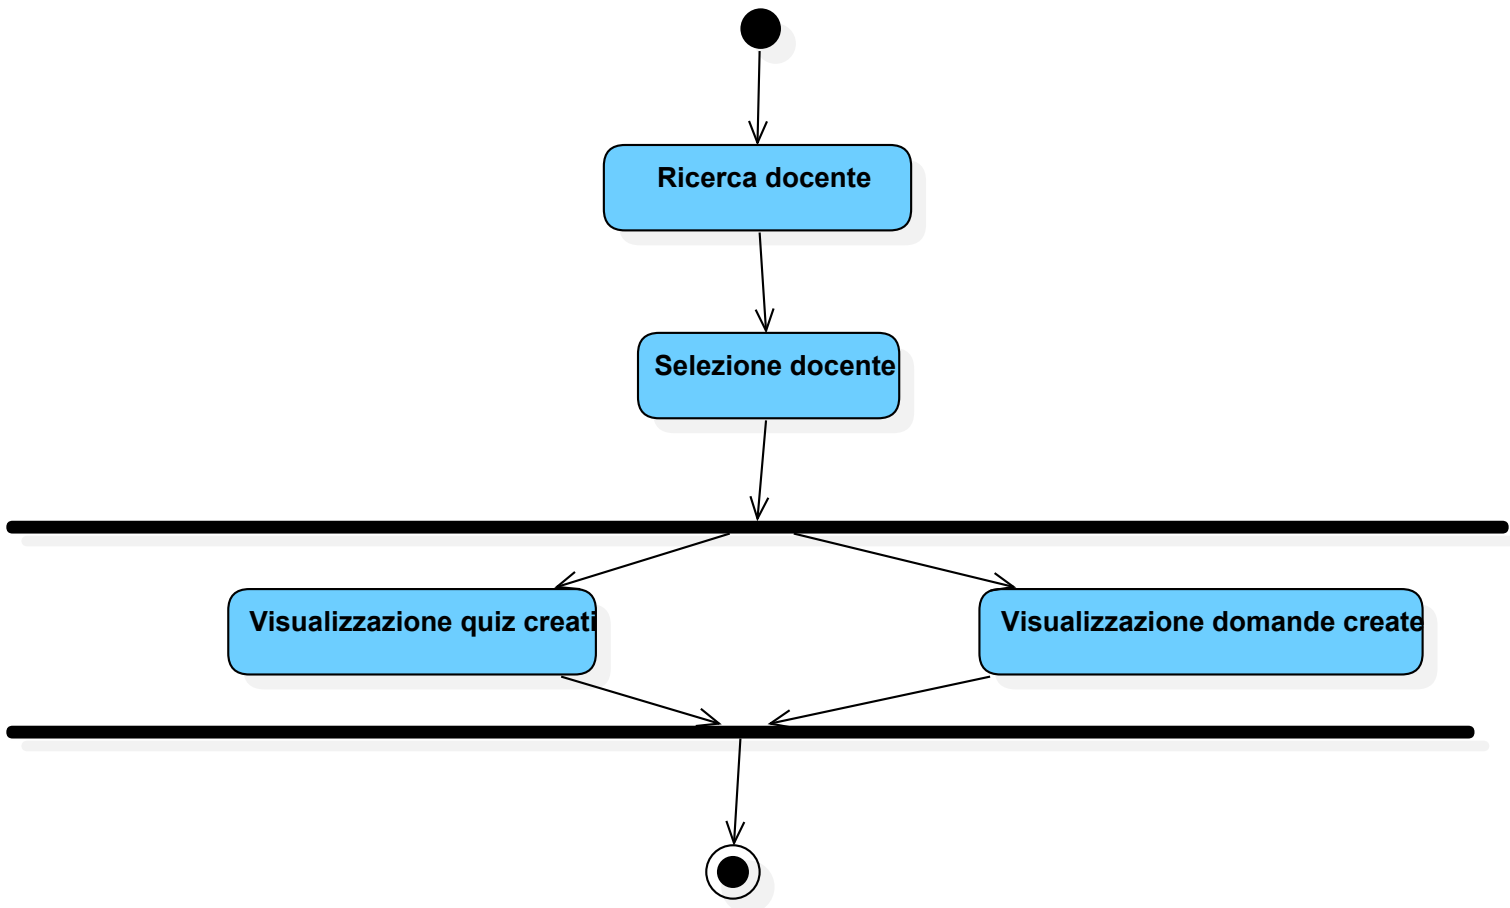 Ricerca docente
Selezione docente
Visualizzazione quiz creati
Visualizzazione domande create